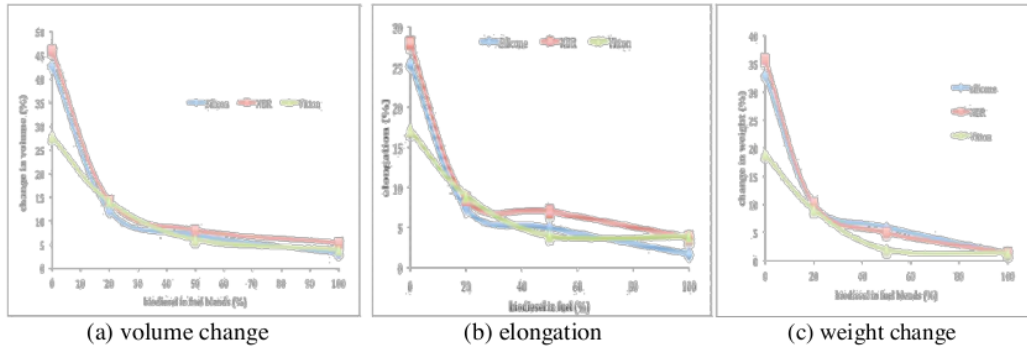 50
45
40
35
30
25
20
15
10
5
0
change in volume (%)
Silicon NBR Viton
0 20 40 60 80 100
biodiesel in fuel blends (%)
(a) volume change
30
25
20
15
10
5
0
elongation (%)
Silicone NBR Viton
0 20 40 60 80 100
biodiesel in fuel (%)
(b) elongation
40
35
30
25
20
15
10
5
0
change in weight (%)
silicone
NBR
Viton
0 20 40 60 80 100
biodiesel in fuel blends (%)
(c) weight change